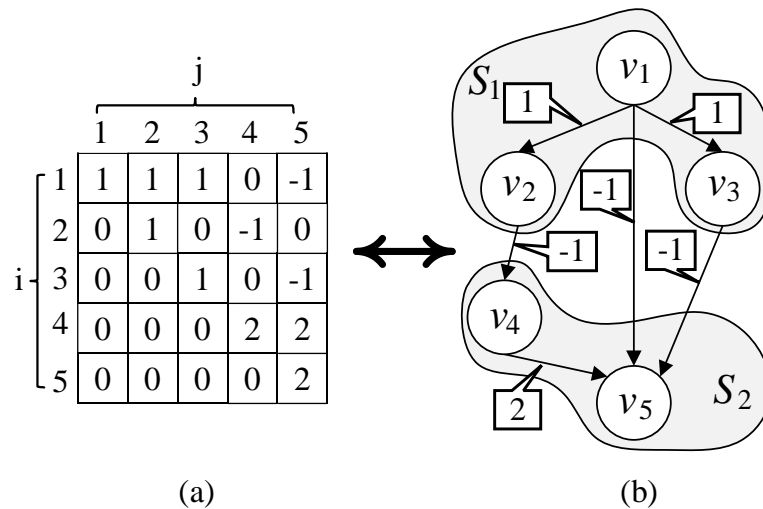 j
1 2 3 4 5
i
1 1 1 1 0 -1
2 0 1 0 -1 0
3 0 0 1 0 -1
4 0 0 0 2 2
5 0 0 0 0 2
(a)
S1
v1
1
1
v2
v3
-1
-1
-1
v4
2
v5
S2
(b)